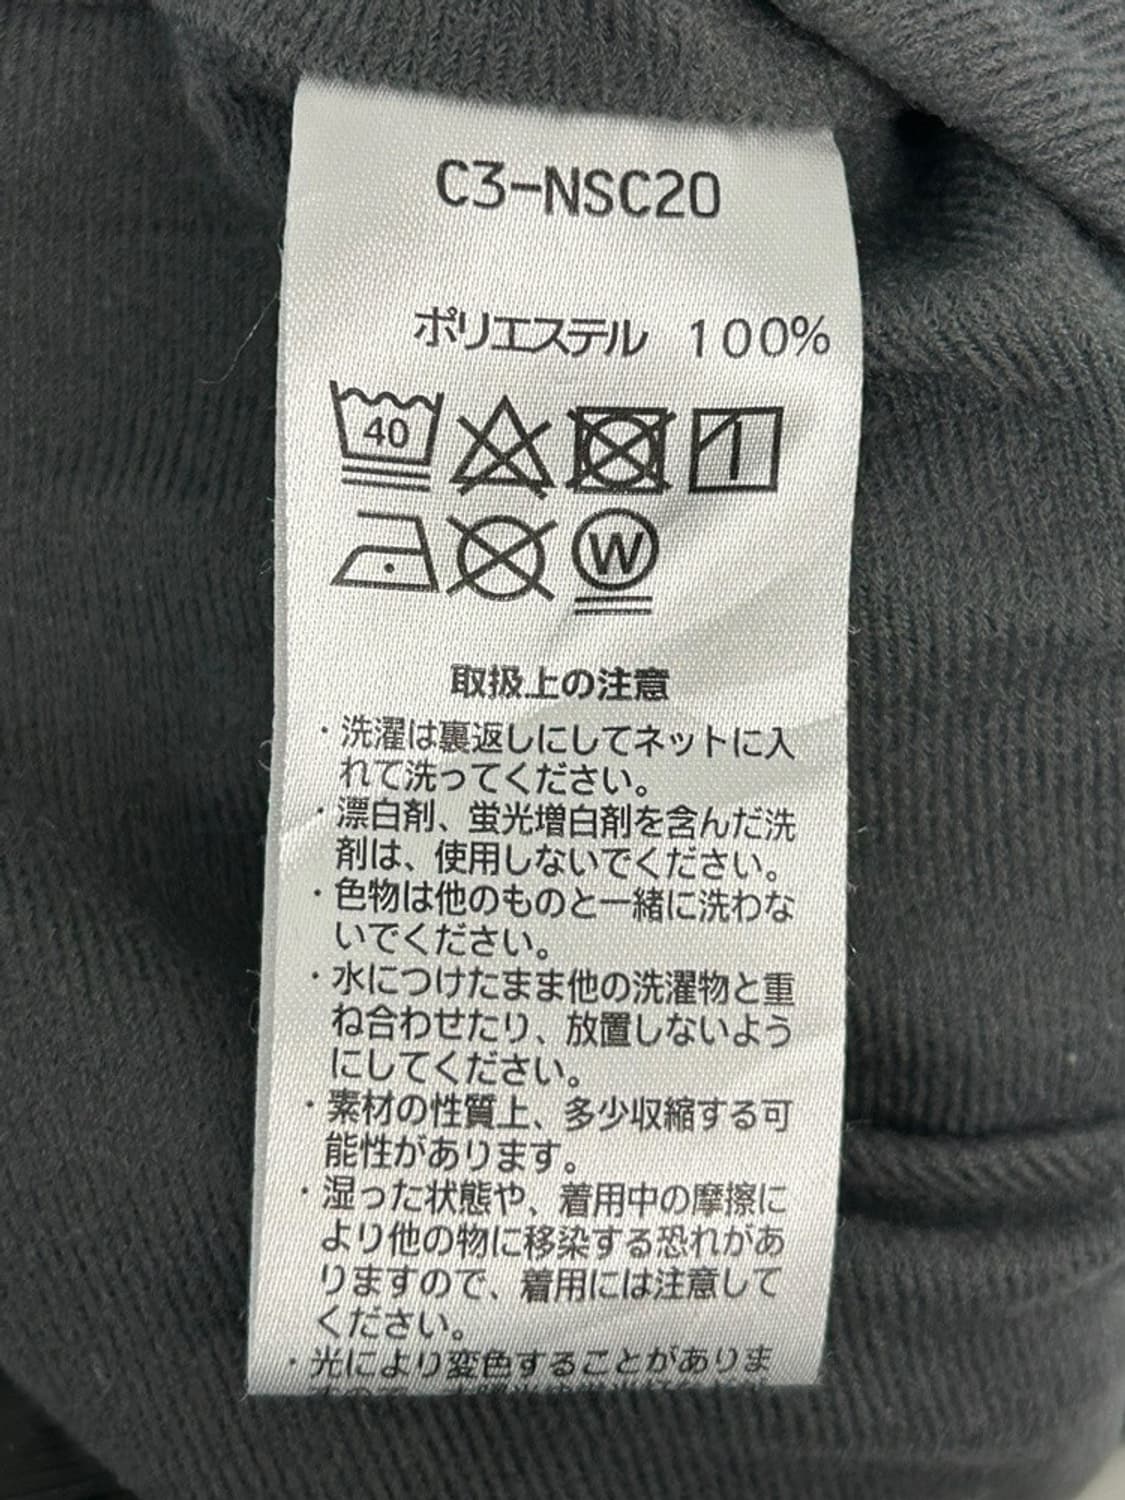 C3-NSC20
ポリエステル 100%
40
W
取扱上の注意
・洗濯は裏返しにしてネットに入
れて洗ってください。
・漂白剤、蛍光増白剤を含んだ洗
剤は、使用しないでください。
・色物は他のものと一緒に洗わな
いでください。
・水につけたまま他の洗濯物と重
ね合わせたり、放置しないよう
にしてください。
・素材の性質上、多少収縮する可
能性があります。
・湿った状態や、着用中の摩擦に
より他の物に移染する恐れがあ
りますので、着用には注意して
ください。
・光により変色することがありま